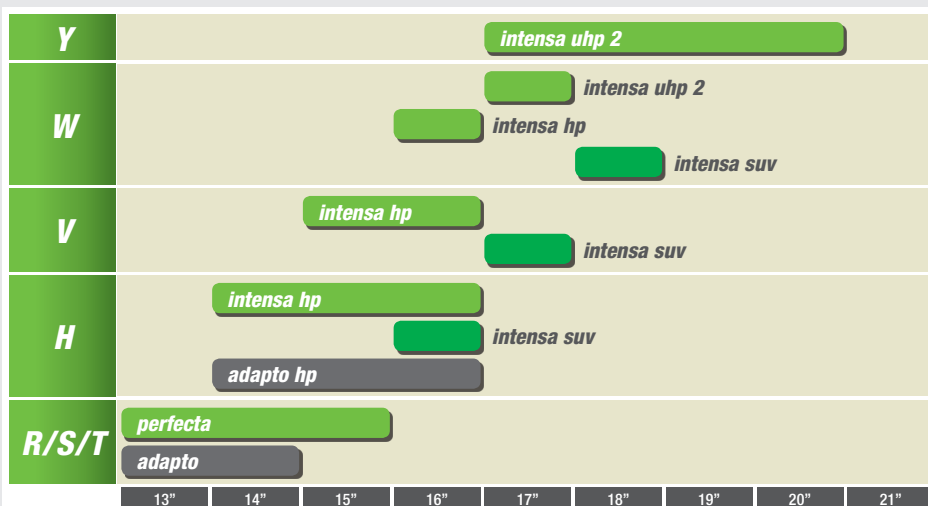 Y
intensa uhp 2
W
intensa uhp 2
intensa hp
intensa suv
V
intensa hp
intensa suv
H
intensa hp
intensa suv
adapto hp
R/S/T
perfecta
adapto
13” 14” 15” 16” 17” 18” 19” 20” 21”